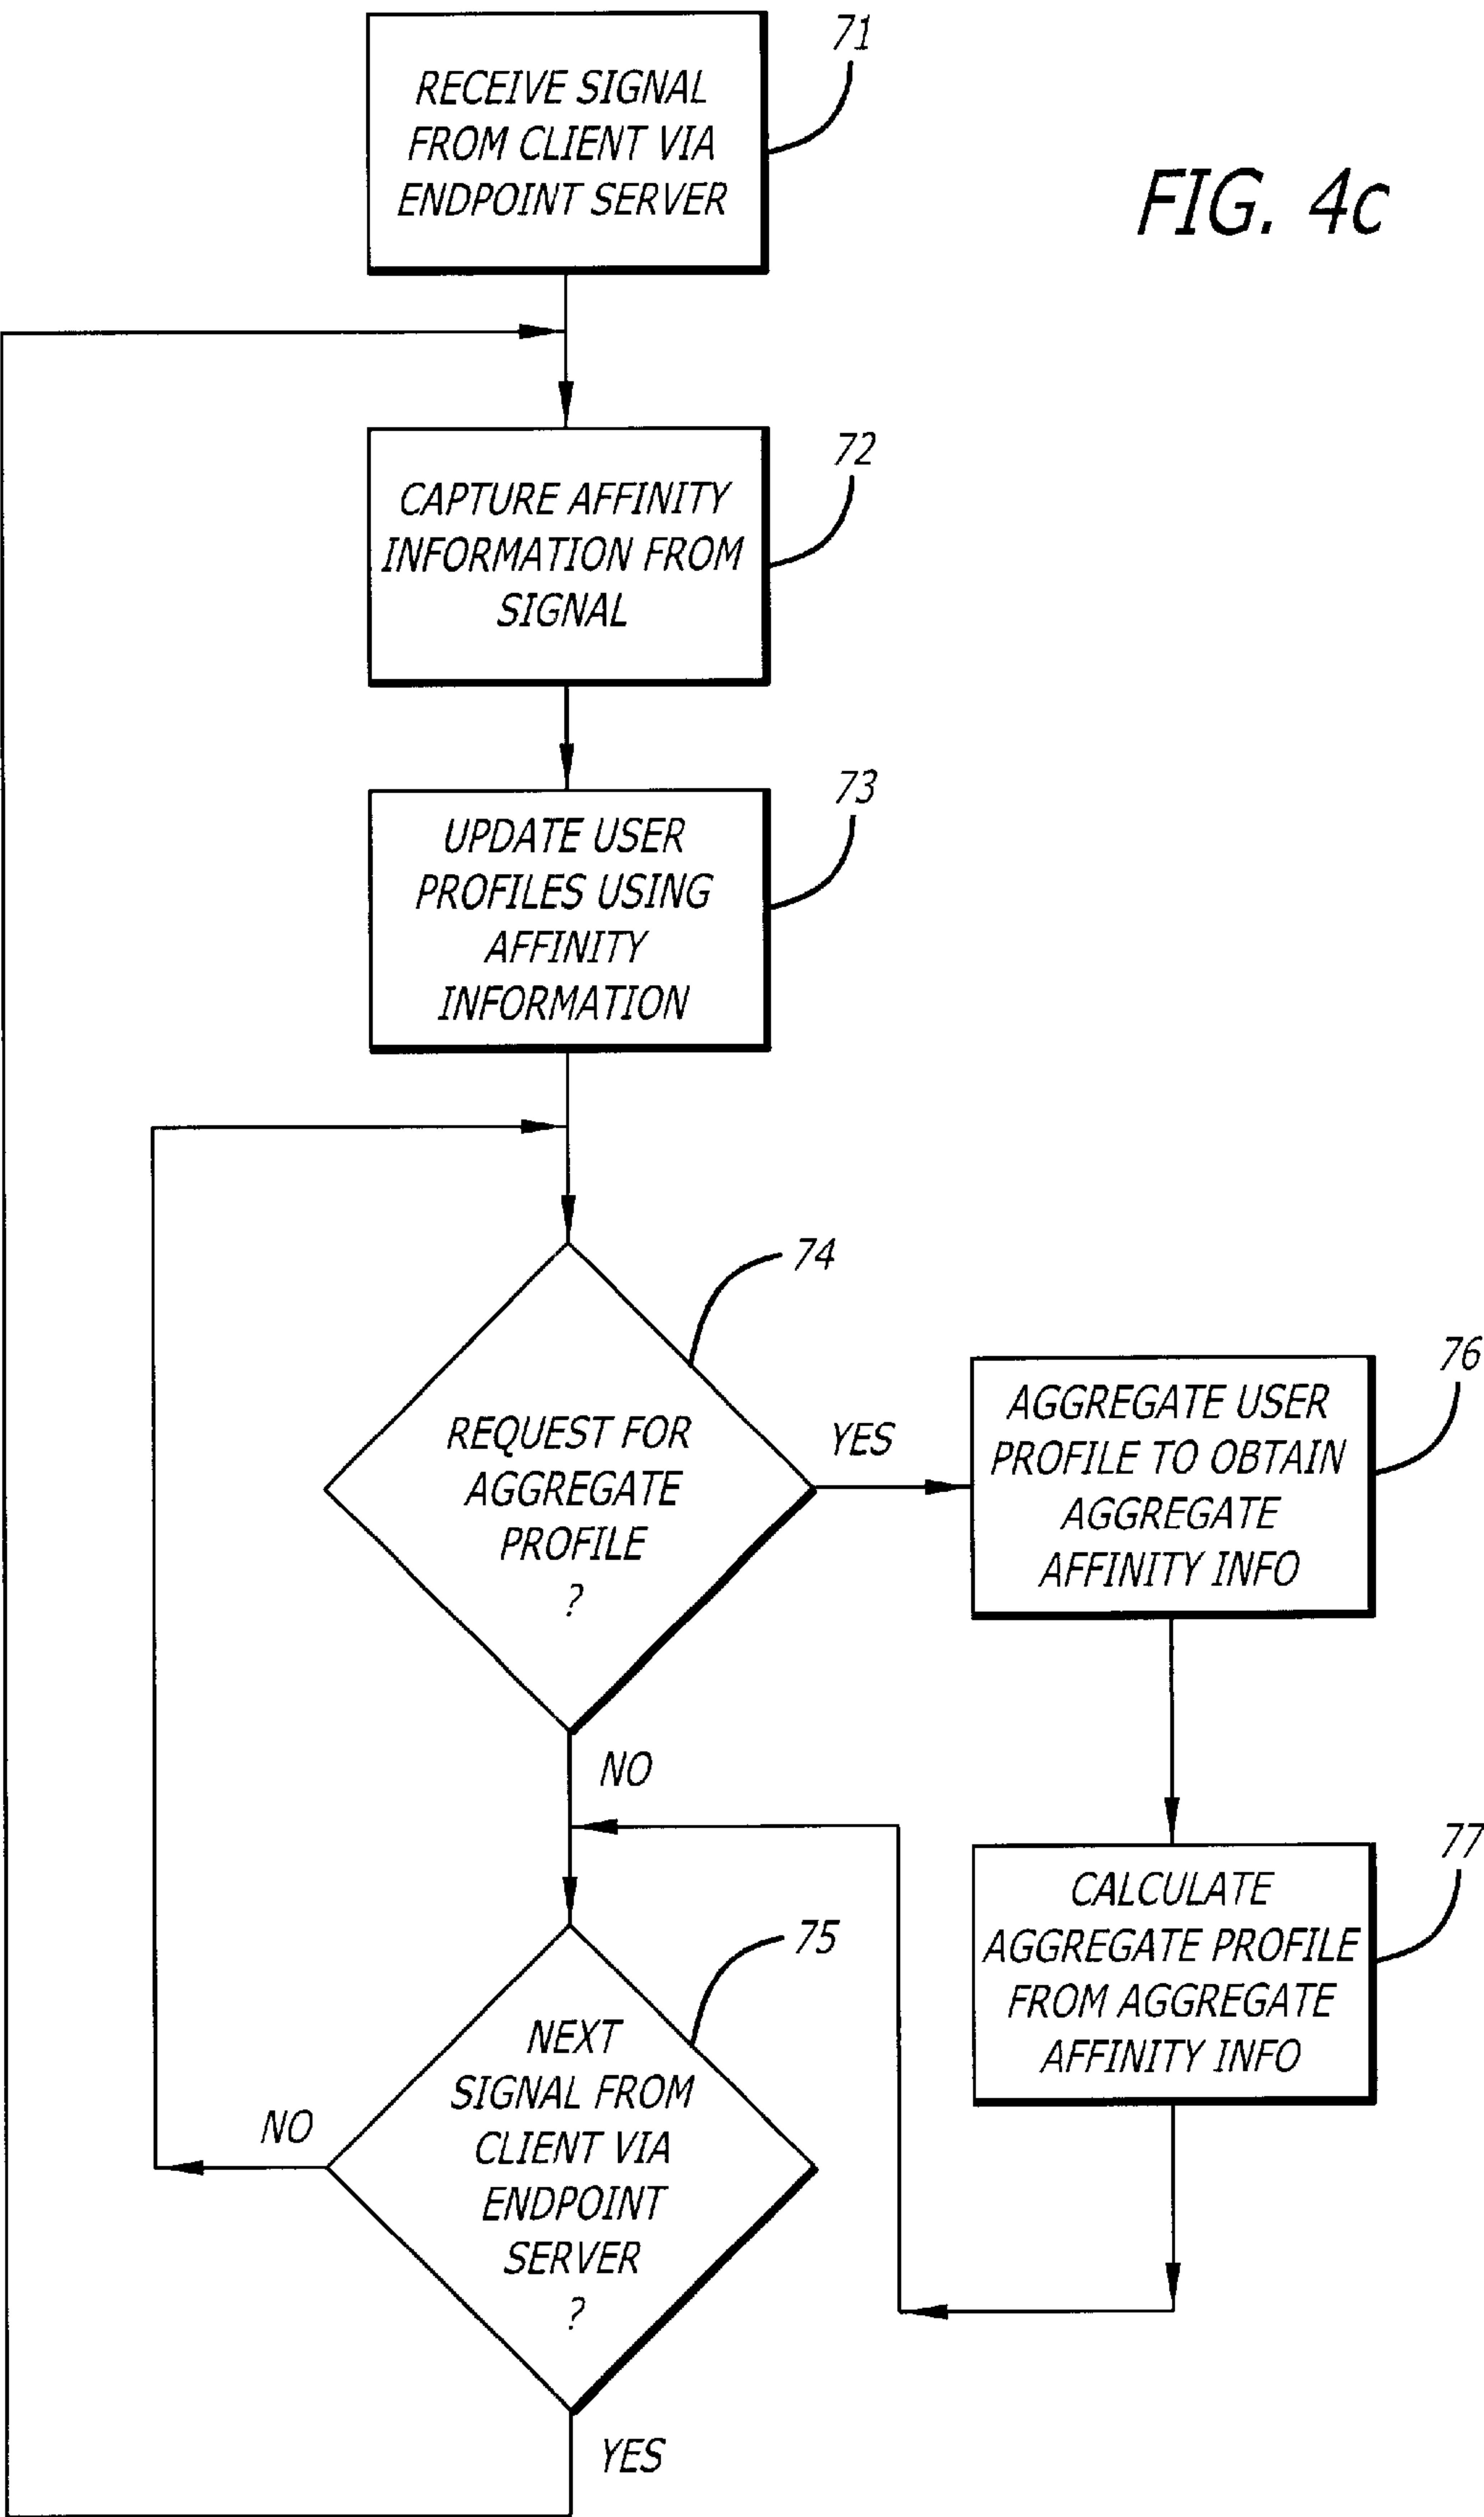 71
RECEIVE SIGNAL
FROM CLIENT VIA
ENDPOINT SERVER
FIG. 4c
72
CAPTURE AFFINITY
INFORMATION FROM
SIGNAL
73
UPDATE USER
PROFILES USING
AFFINITY
INFORMATION
74
REQUEST FOR
AGGREGATE
PROFILE
?
YES
76
AGGREGATE USER
PROFILE TO OBTAIN
AGGREGATE
AFFINITY INFO
NO
77
CALCULATE
AGGREGATE PROFILE
FROM AGGREGATE
AFFINITY INFO
75
NEXT
SIGNAL FROM
CLIENT VIA
ENDPOINT
SERVER
?
NO
YES